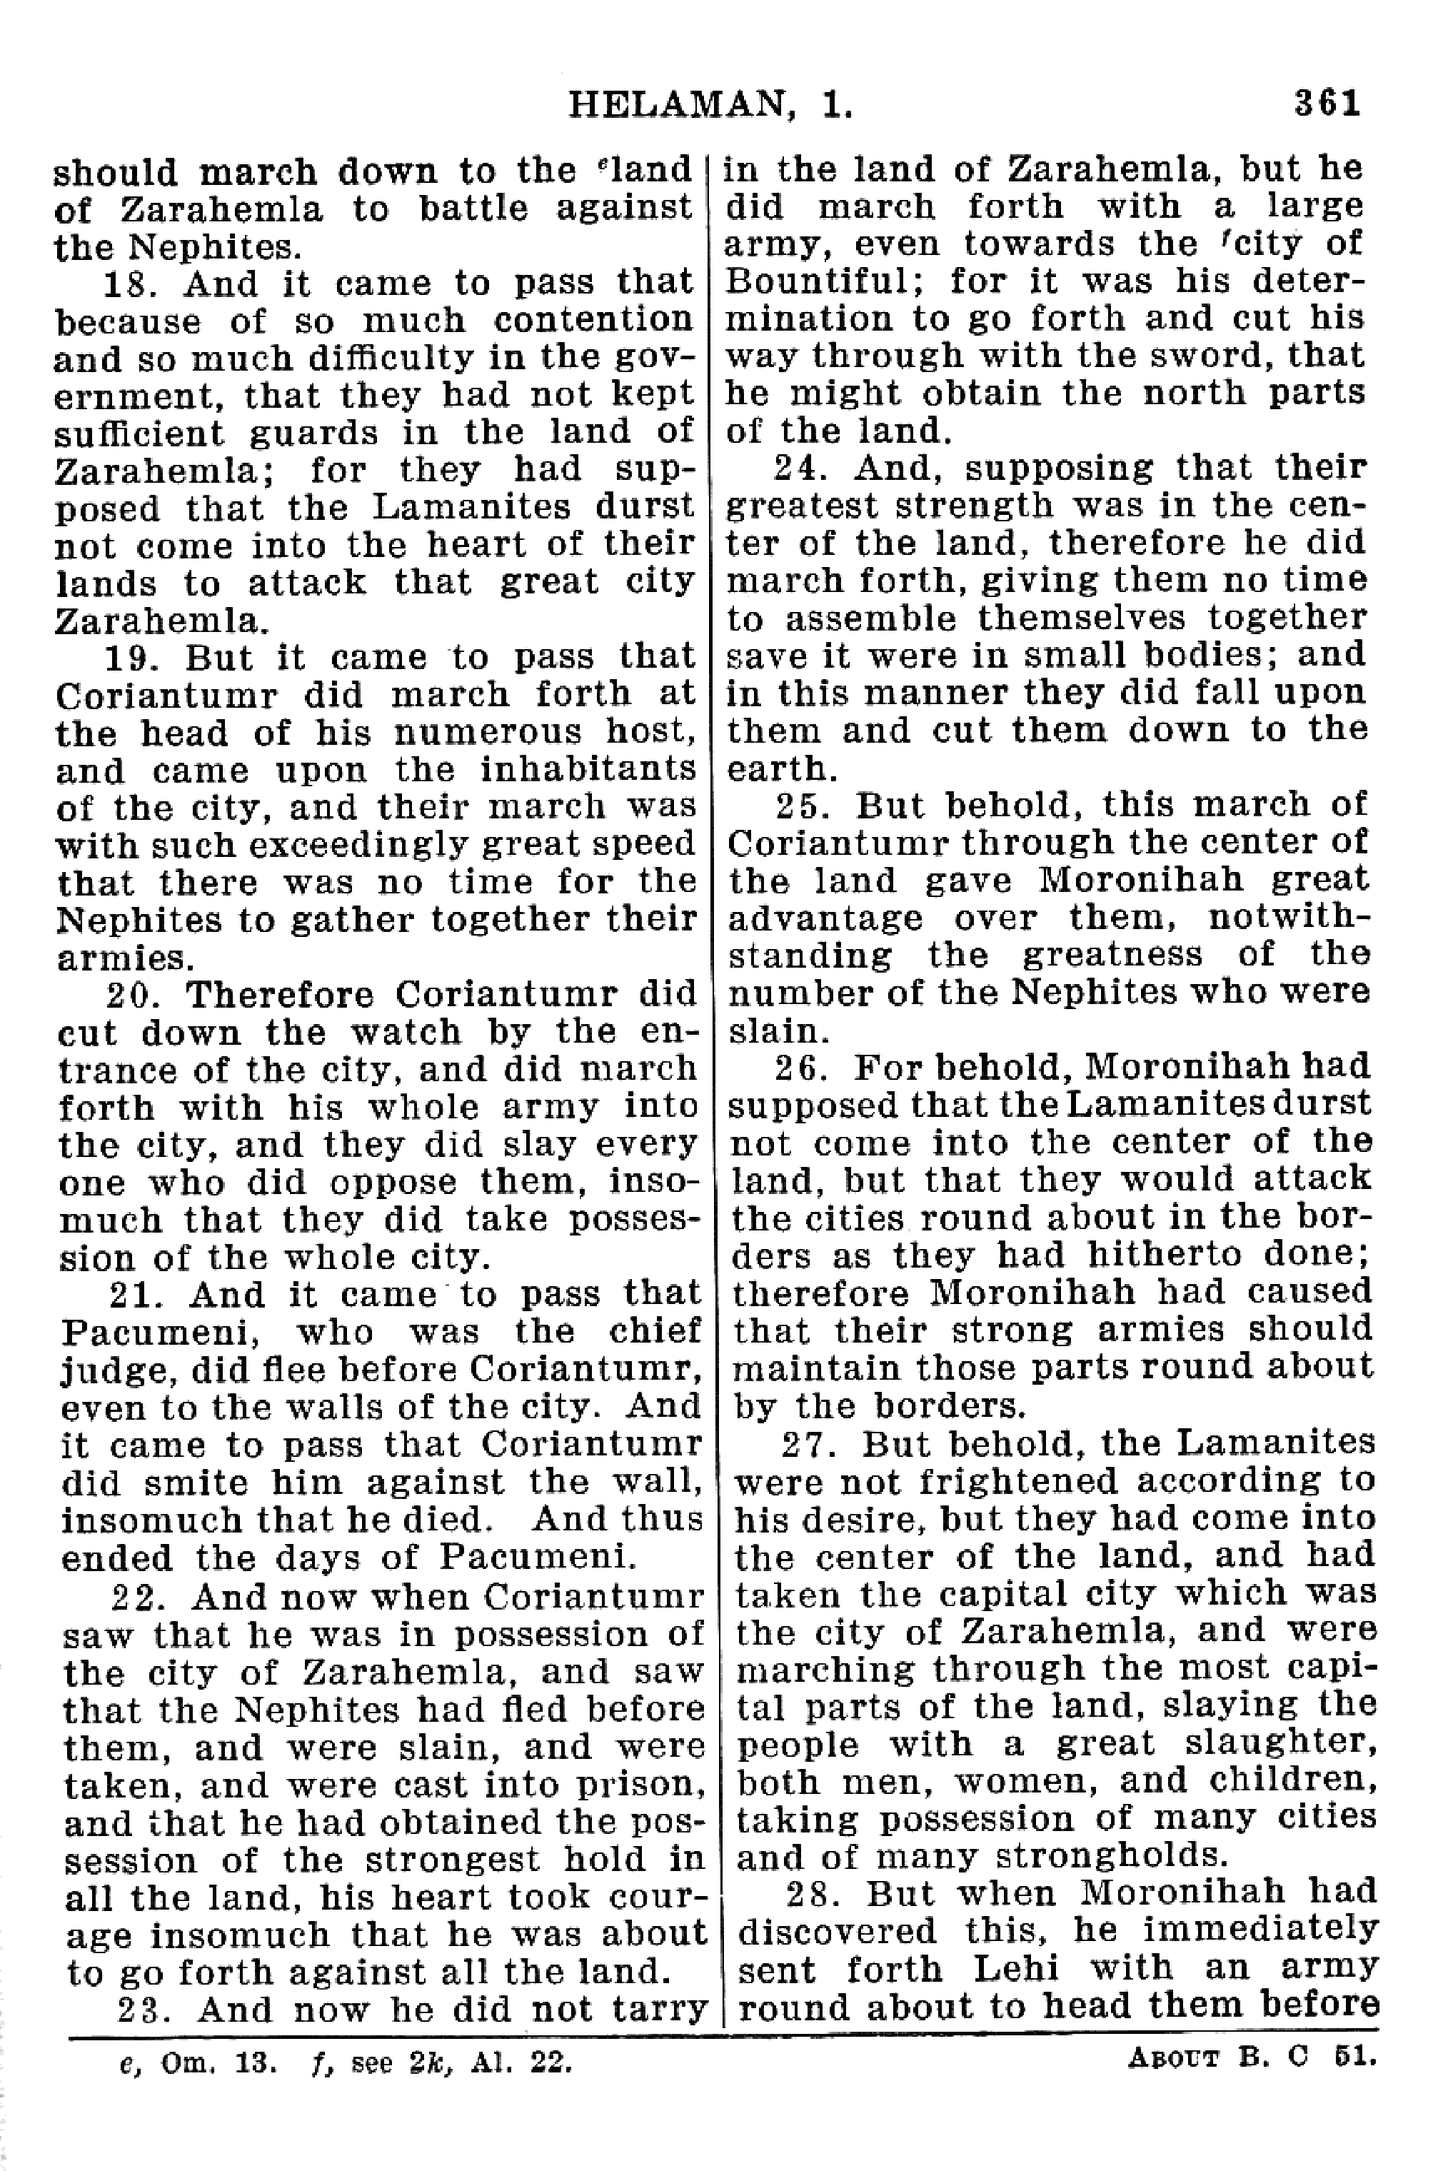 HELAMAN, 1. 361
should march down to the ᵉland
of Zarahemla to battle against
the Nephites.
18. And it came to pass that
because of so much contention
and so much difficulty in the gov-
ernment, that they had not kept
sufficient guards in the land of
Zarahemla; for they had sup-
posed that the Lamanites durst
not come into the heart of their
lands to attack that great city
Zarahemla.
19. But it came to pass that
Coriantumr did march forth at
the head of his numerous host,
and came upon the inhabitants
of the city, and their march was
with such exceedingly great speed
that there was no time for the
Nephites to gather together their
armies.
20. Therefore Coriantumr did
cut down the watch by the en-
trance of the city, and did march
forth with his whole army into
the city, and they did slay every
one who did oppose them, inso-
much that they did take posses-
sion of the whole city.
21. And it came to pass that
Pacumeni, who was the chief
judge, did flee before Coriantumr,
even to the walls of the city. And
it came to pass that Coriantumr
did smite him against the wall,
insomuch that he died. And thus
ended the days of Pacumeni.
22. And now when Coriantumr
saw that he was in possession of
the city of Zarahemla, and saw
that the Nephites had fled before
them, and were slain, and were
taken, and were cast into prison,
and that he had obtained the pos-
session of the strongest hold in
all the land, his heart took cour-
age insomuch that he was about
to go forth against all the land.
23. And now he did not tarry
in the land of Zarahemla, but he
did march forth with a large
army, even towards the ᶠcity of
Bountiful; for it was his deter-
mination to go forth and cut his
way through with the sword, that
he might obtain the north parts
of the land.
24. And, supposing that their
greatest strength was in the cen-
ter of the land, therefore he did
march forth, giving them no time
to assemble themselves together
save it were in small bodies; and
in this manner they did fall upon
them and cut them down to the
earth.
25. But behold, this march of
Coriantumr through the center of
the land gave Moronihah great
advantage over them, notwith-
standing the greatness of the
number of the Nephites who were
slain.
26. For behold, Moronihah had
supposed that the Lamanites durst
not come into the center of the
land, but that they would attack
the cities round about in the bor-
ders as they had hitherto done;
therefore Moronihah had caused
that their strong armies should
maintain those parts round about
by the borders.
27. But behold, the Lamanites
were not frightened according to
his desire, but they had come into
the center of the land, and had
taken the capital city which was
the city of Zarahemla, and were
marching through the most capi-
tal parts of the land, slaying the
people with a great slaughter,
both men, women, and children,
taking possession of many cities
and of many strongholds.
28. But when Moronihah had
discovered this, he immediately
sent forth Lehi with an army
round about to head them before
e, Om. 13. f, see 2k, Al. 22.
ABOUT B. C 51.